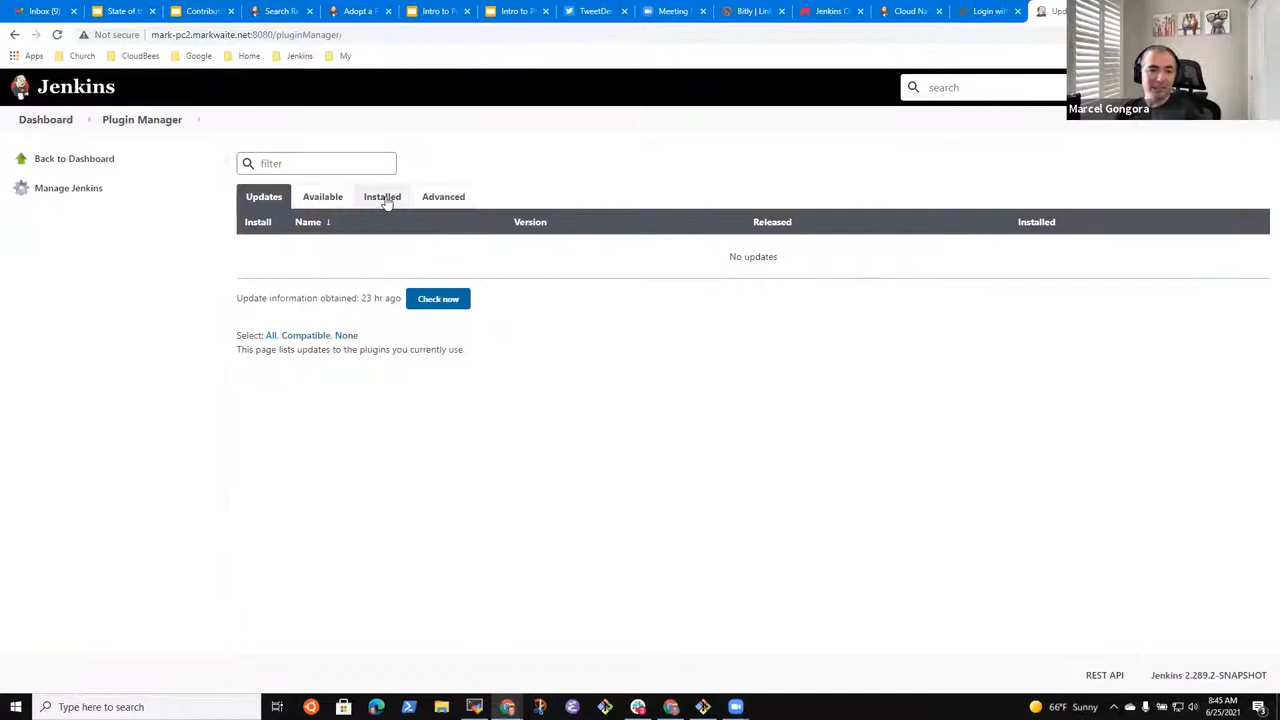 Inbox (9)
State of the
Contribut
Search Re
Adopt a P
Intro to P
Intro to P
TweetDec
Meeting
Bitly | Link
Jenkins C
Cloud Na
Login wit
Up
Not secure
mark-pc2.markwaite.net:8080/pluginManager/
Apps
Church
CloudBees
Google
Home
Jenkins
My
Jenkins
search
Marcel Gongora
Dashboard
Plugin Manager
Back to Dashboard
Manage Jenkins
filter
Updates
Available
Installed
Advanced
Install
Name ↓
Version
Released
Installed
No updates
Update information obtained: 23 hr ago
Check now
Select: All, Compatible, None
This page lists updates to the plugins you currently use.
REST API
Jenkins 2.289.2-SNAPSHOT
Type here to search
66°F Sunny
8:45 AM
6/25/2021